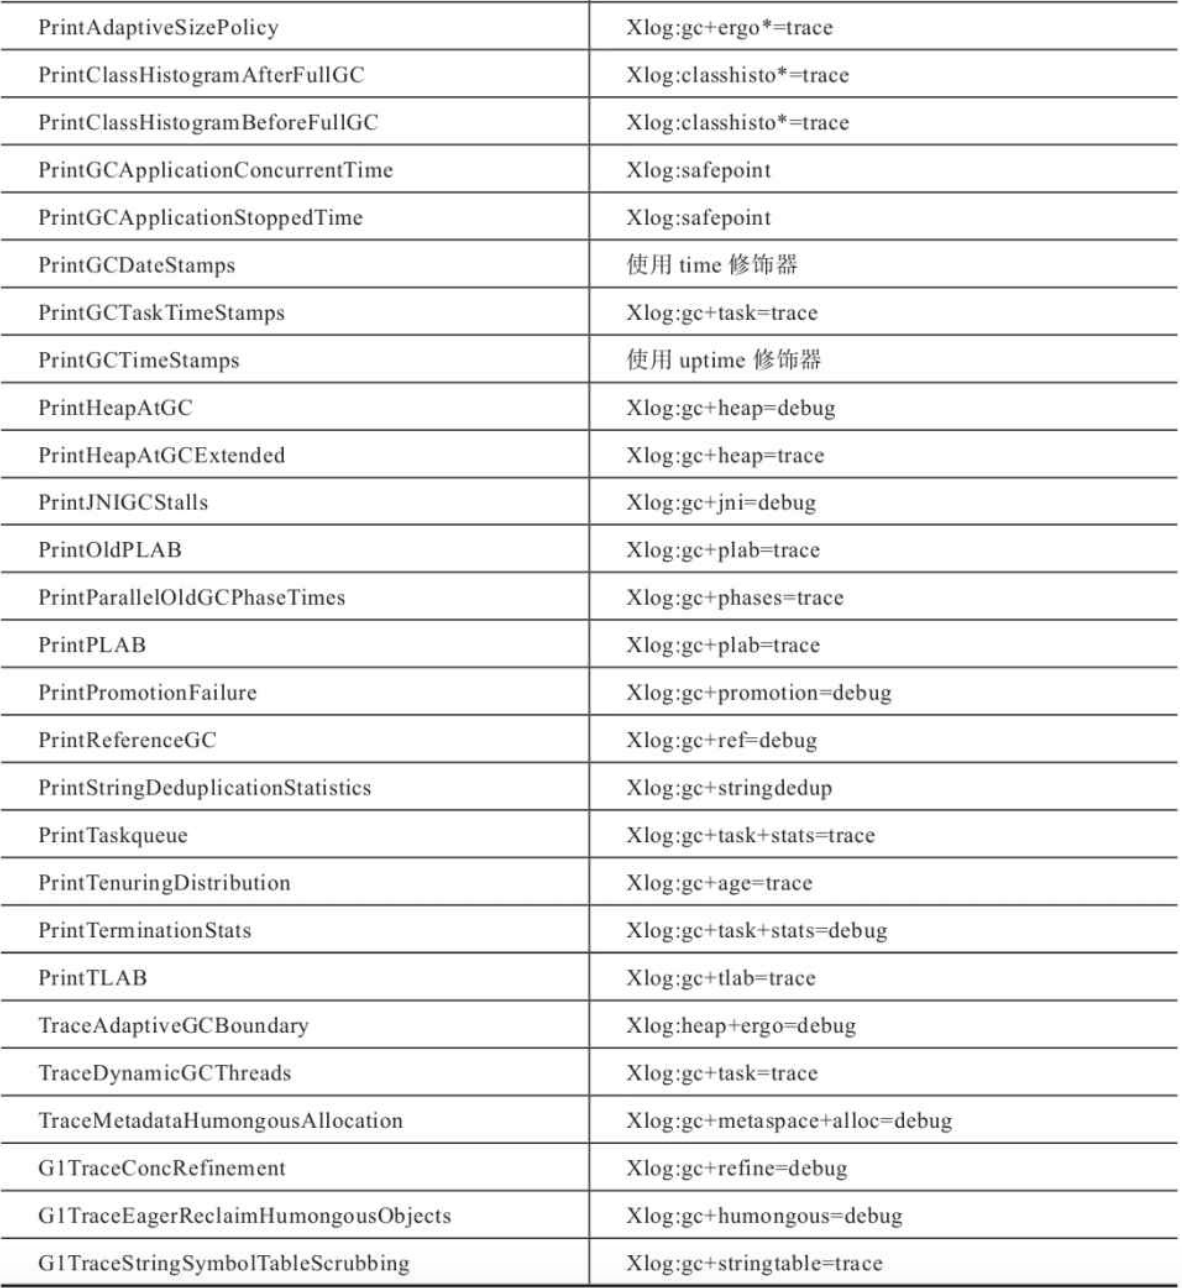 PrintAdaptiveSizePolicy Xlog:gc+ergo*=trace
PrintClassHistogramAfterFullGC Xlog:classhisto*=trace
PrintClassHistogramBeforeFullGC Xlog:classhisto*=trace
PrintGCApplicationConcurrentTime Xlog:safepoint
PrintGCApplicationStoppedTime Xlog:safepoint
PrintGCDateStamps 使用 time 修饰器
PrintGCTaskTimeStamps Xlog:gc+task=trace
PrintGCTimeStamps 使用 uptime 修饰器
PrintHeapAtGC Xlog:gc+heap=debug
PrintHeapAtGCExtended Xlog:gc+heap=trace
PrintJNIGCStalls Xlog:gc+jni=debug
PrintOldPLAB Xlog:gc+plab=trace
PrintParallelOldGCPhaseTimes Xlog:gc+phases=trace
PrintPLAB Xlog:gc+plab=trace
PrintPromotionFailure Xlog:gc+promotion=debug
PrintReferenceGC Xlog:gc+ref=debug
PrintStringDeduplicationStatistics Xlog:gc+stringdedup
PrintTaskqueue Xlog:gc+task+stats=trace
PrintTenuringDistribution Xlog:gc+age=trace
PrintTerminationStats Xlog:gc+task+stats=debug
PrintTLAB Xlog:gc+tlab=trace
TraceAdaptiveGCBoundary Xlog:heap+ergo=debug
TraceDynamicGCThreads Xlog:gc+task=trace
TraceMetadataHumongousAllocation Xlog:gc+metaspace+alloc=debug
G1TraceConcRefinement Xlog:gc+refine=debug
G1TraceEagerReclaimHumongousObjects Xlog:gc+humongous=debug
G1TraceStringSymbolTableScrubbing Xlog:gc+stringtable=trace